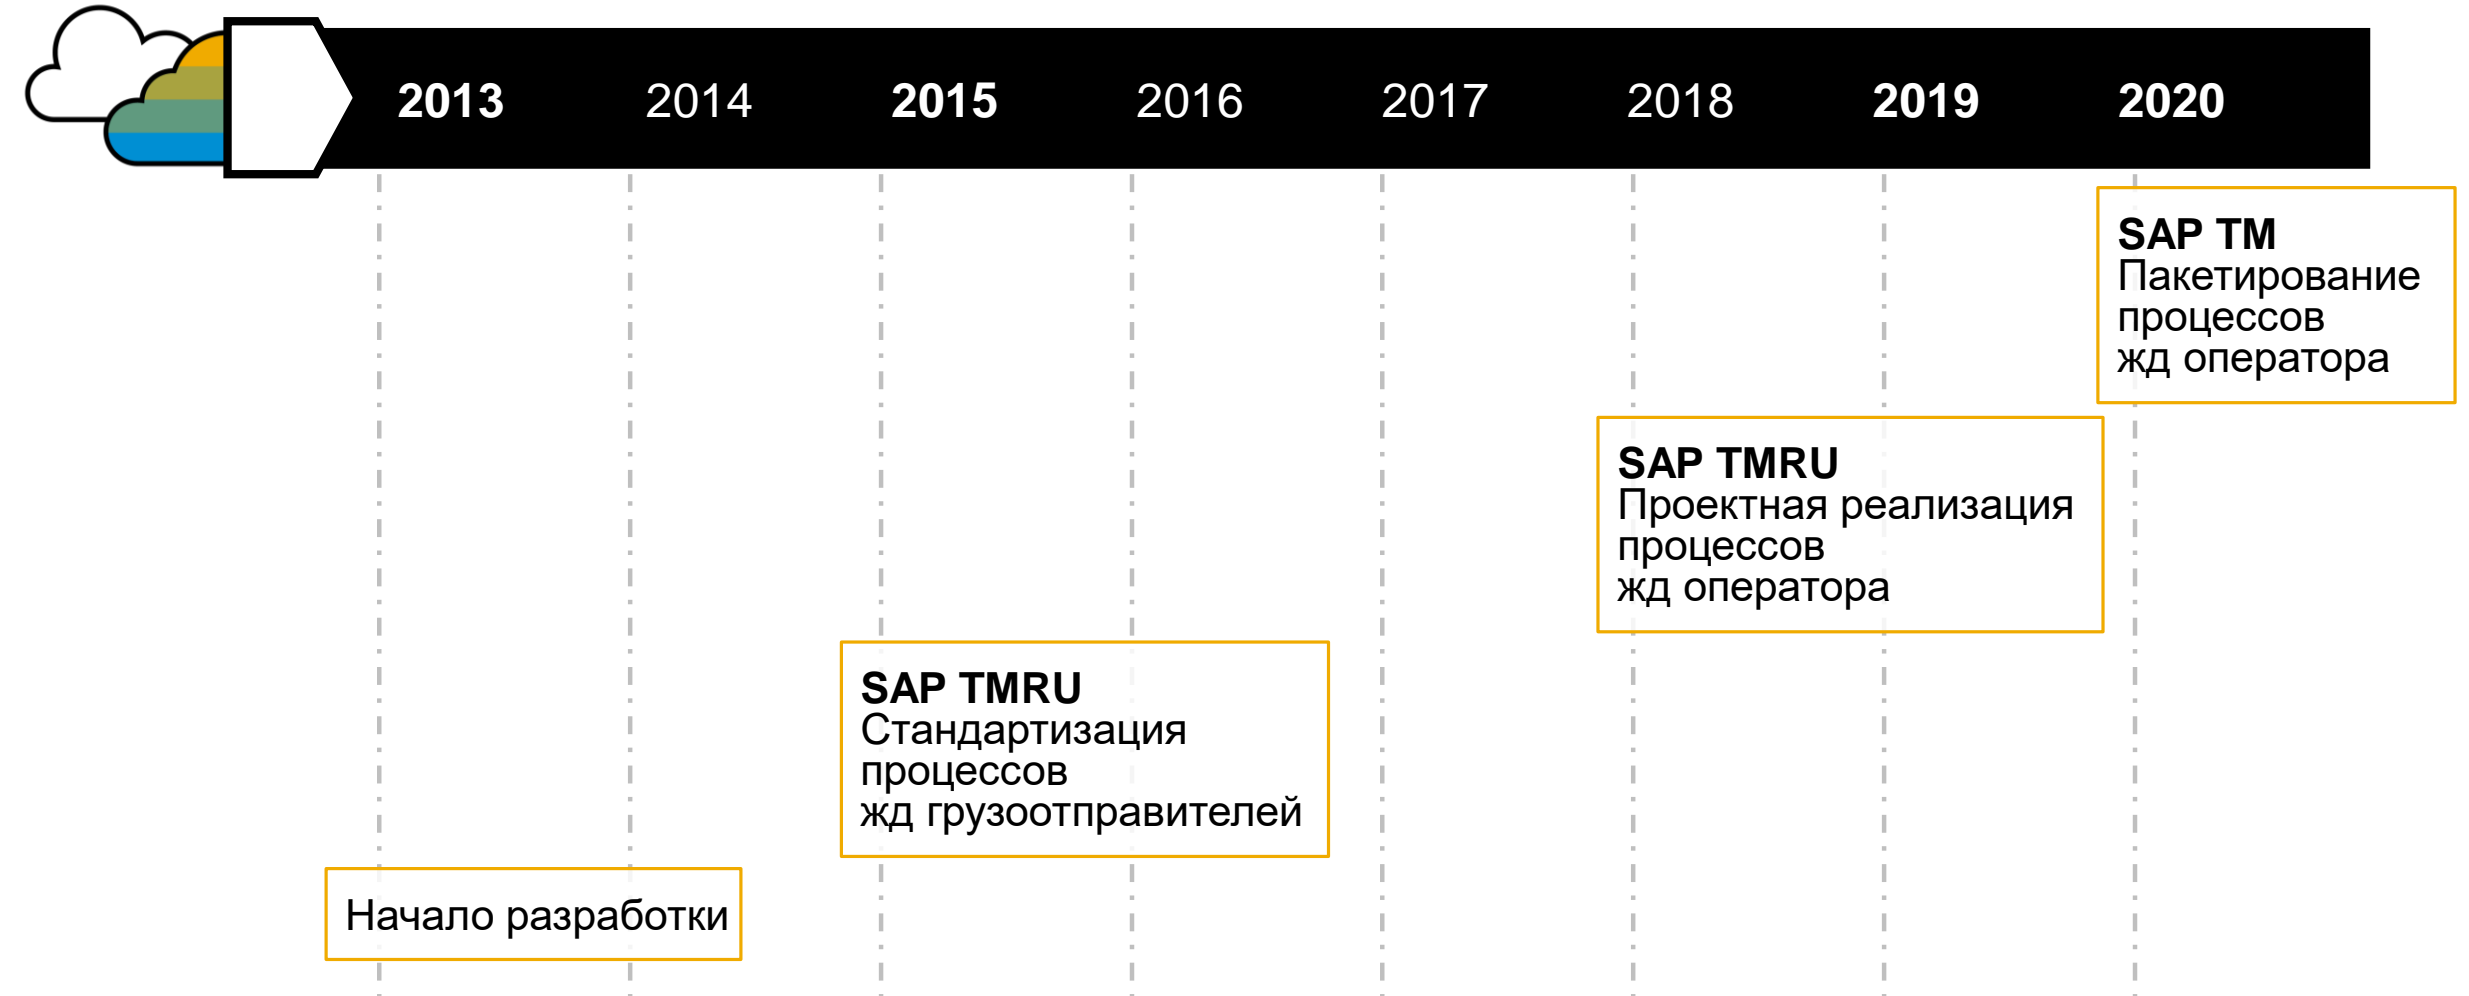 2013 2014 2015 2016 2017 2018 2019 2020
SAP TM
Пакетирование
процессов
жд оператора
SAP TMRU
Проектная реализация
процессов
жд оператора
SAP TMRU
Стандартизация
процессов
жд грузоотправителей
Начало разработки